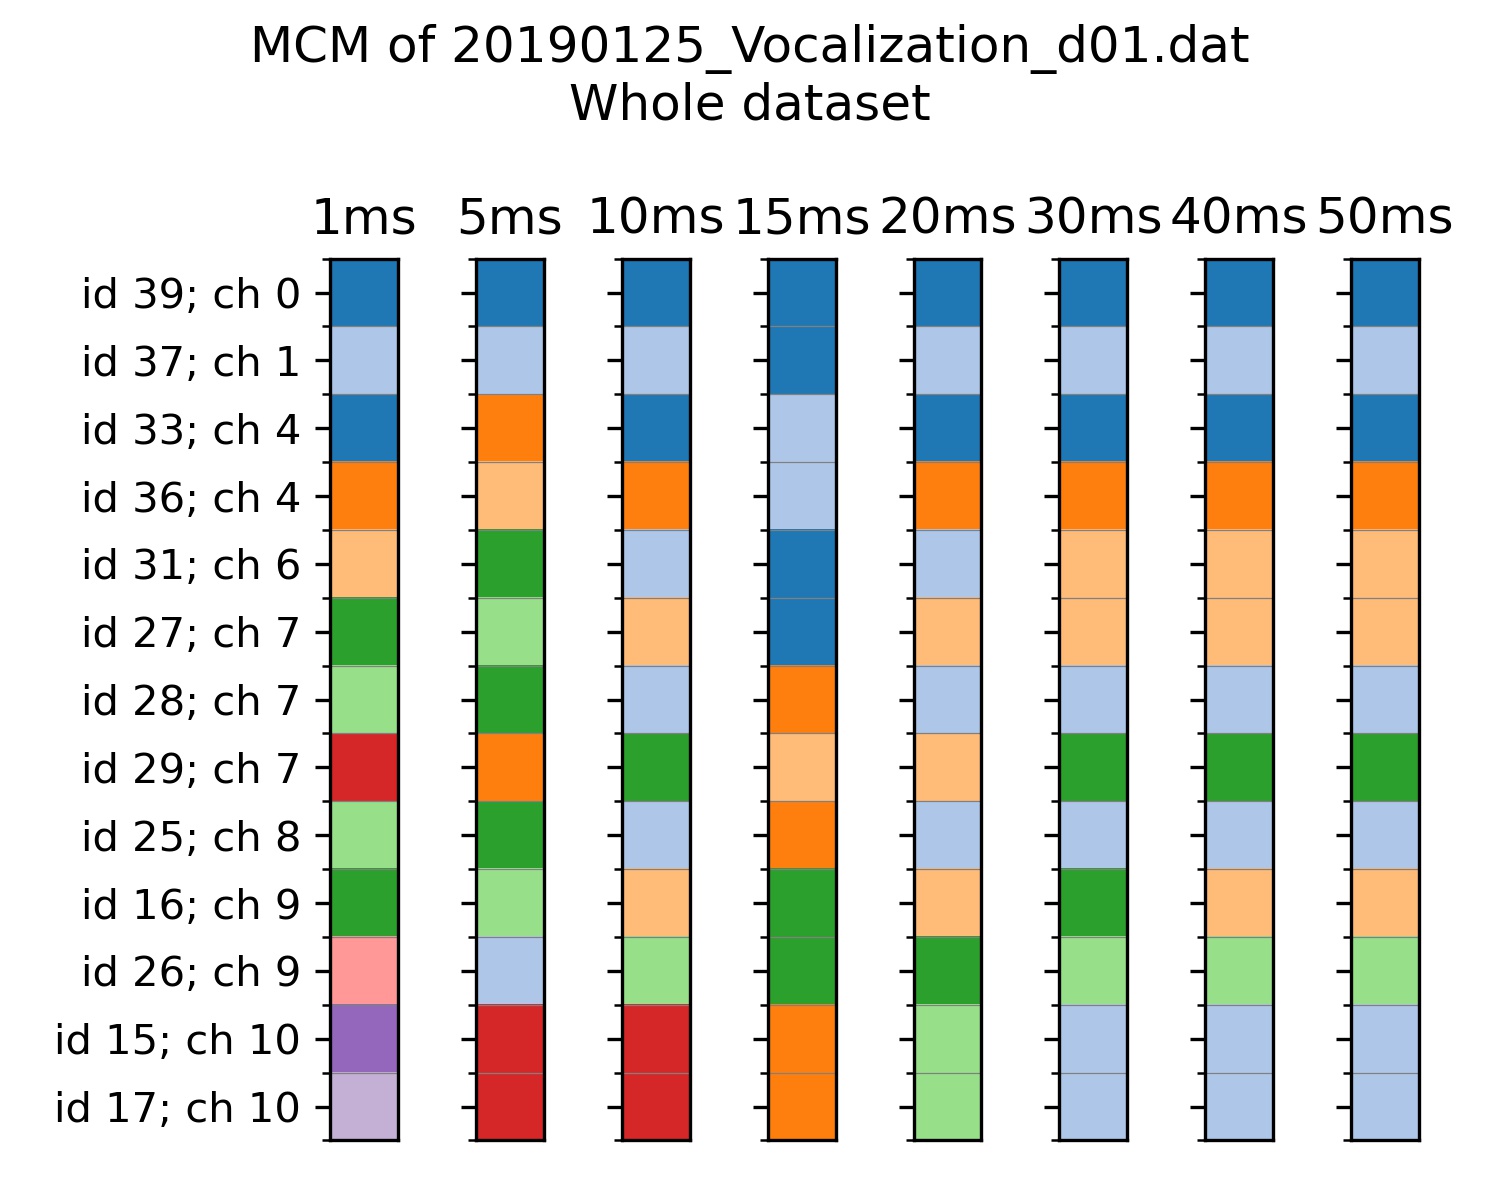 MCM of 20190125_Vocalization_d01.dat
Whole dataset
1ms 5ms 10ms 15ms 20ms 30ms 40ms 50ms
id 39; ch 0
id 37; ch 1
id 33; ch 4
id 36; ch 4
id 31; ch 6
id 27; ch 7
id 28; ch 7
id 29; ch 7
id 25; ch 8
id 16; ch 9
id 26; ch 9
id 15; ch 10
id 17; ch 10